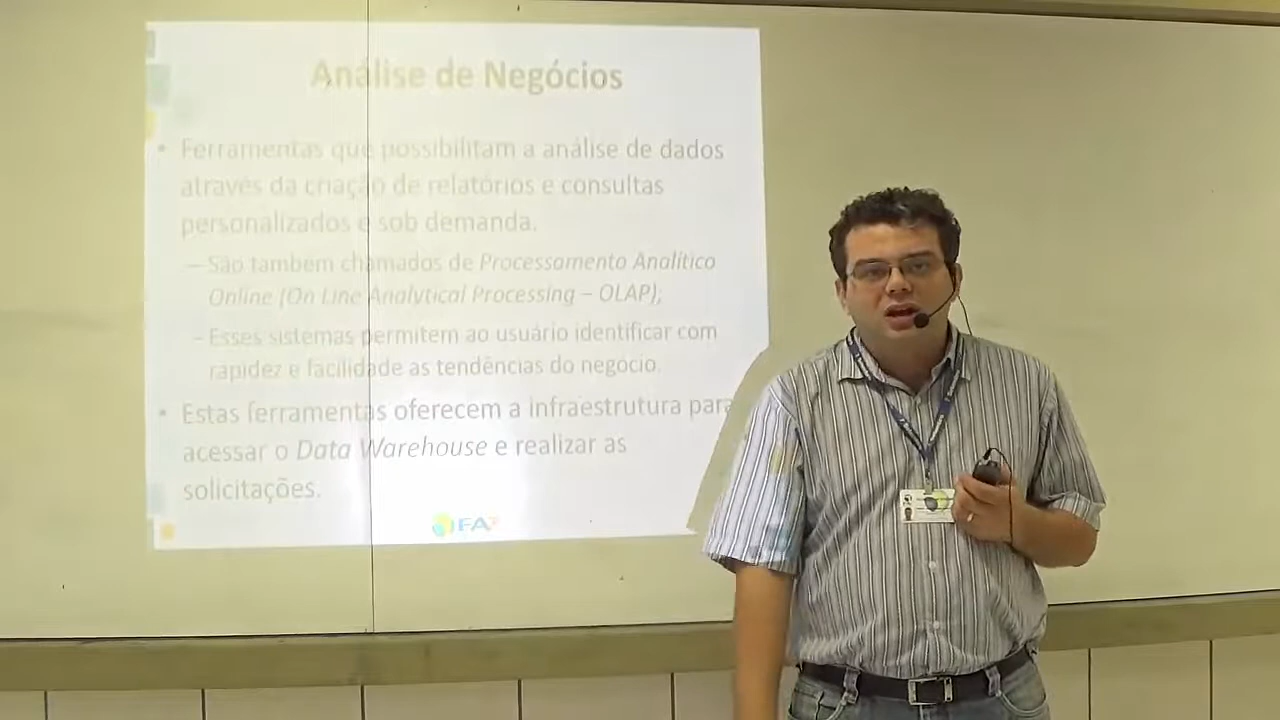 Análise de Negócios
• Ferramentas que possibilitam a análise de dados
através da criação de relatórios e consultas
personalizados e sob demanda.
– São também chamados de Processamento Analítico
Online (On Line Analytical Processing – OLAP);
– Esses sistemas permitem ao usuário identificar com
rapidez e facilidade as tendências do negócio.
• Estas ferramentas oferecem a infraestrutura para
acessar o Data Warehouse e realizar as
solicitações.
FA7